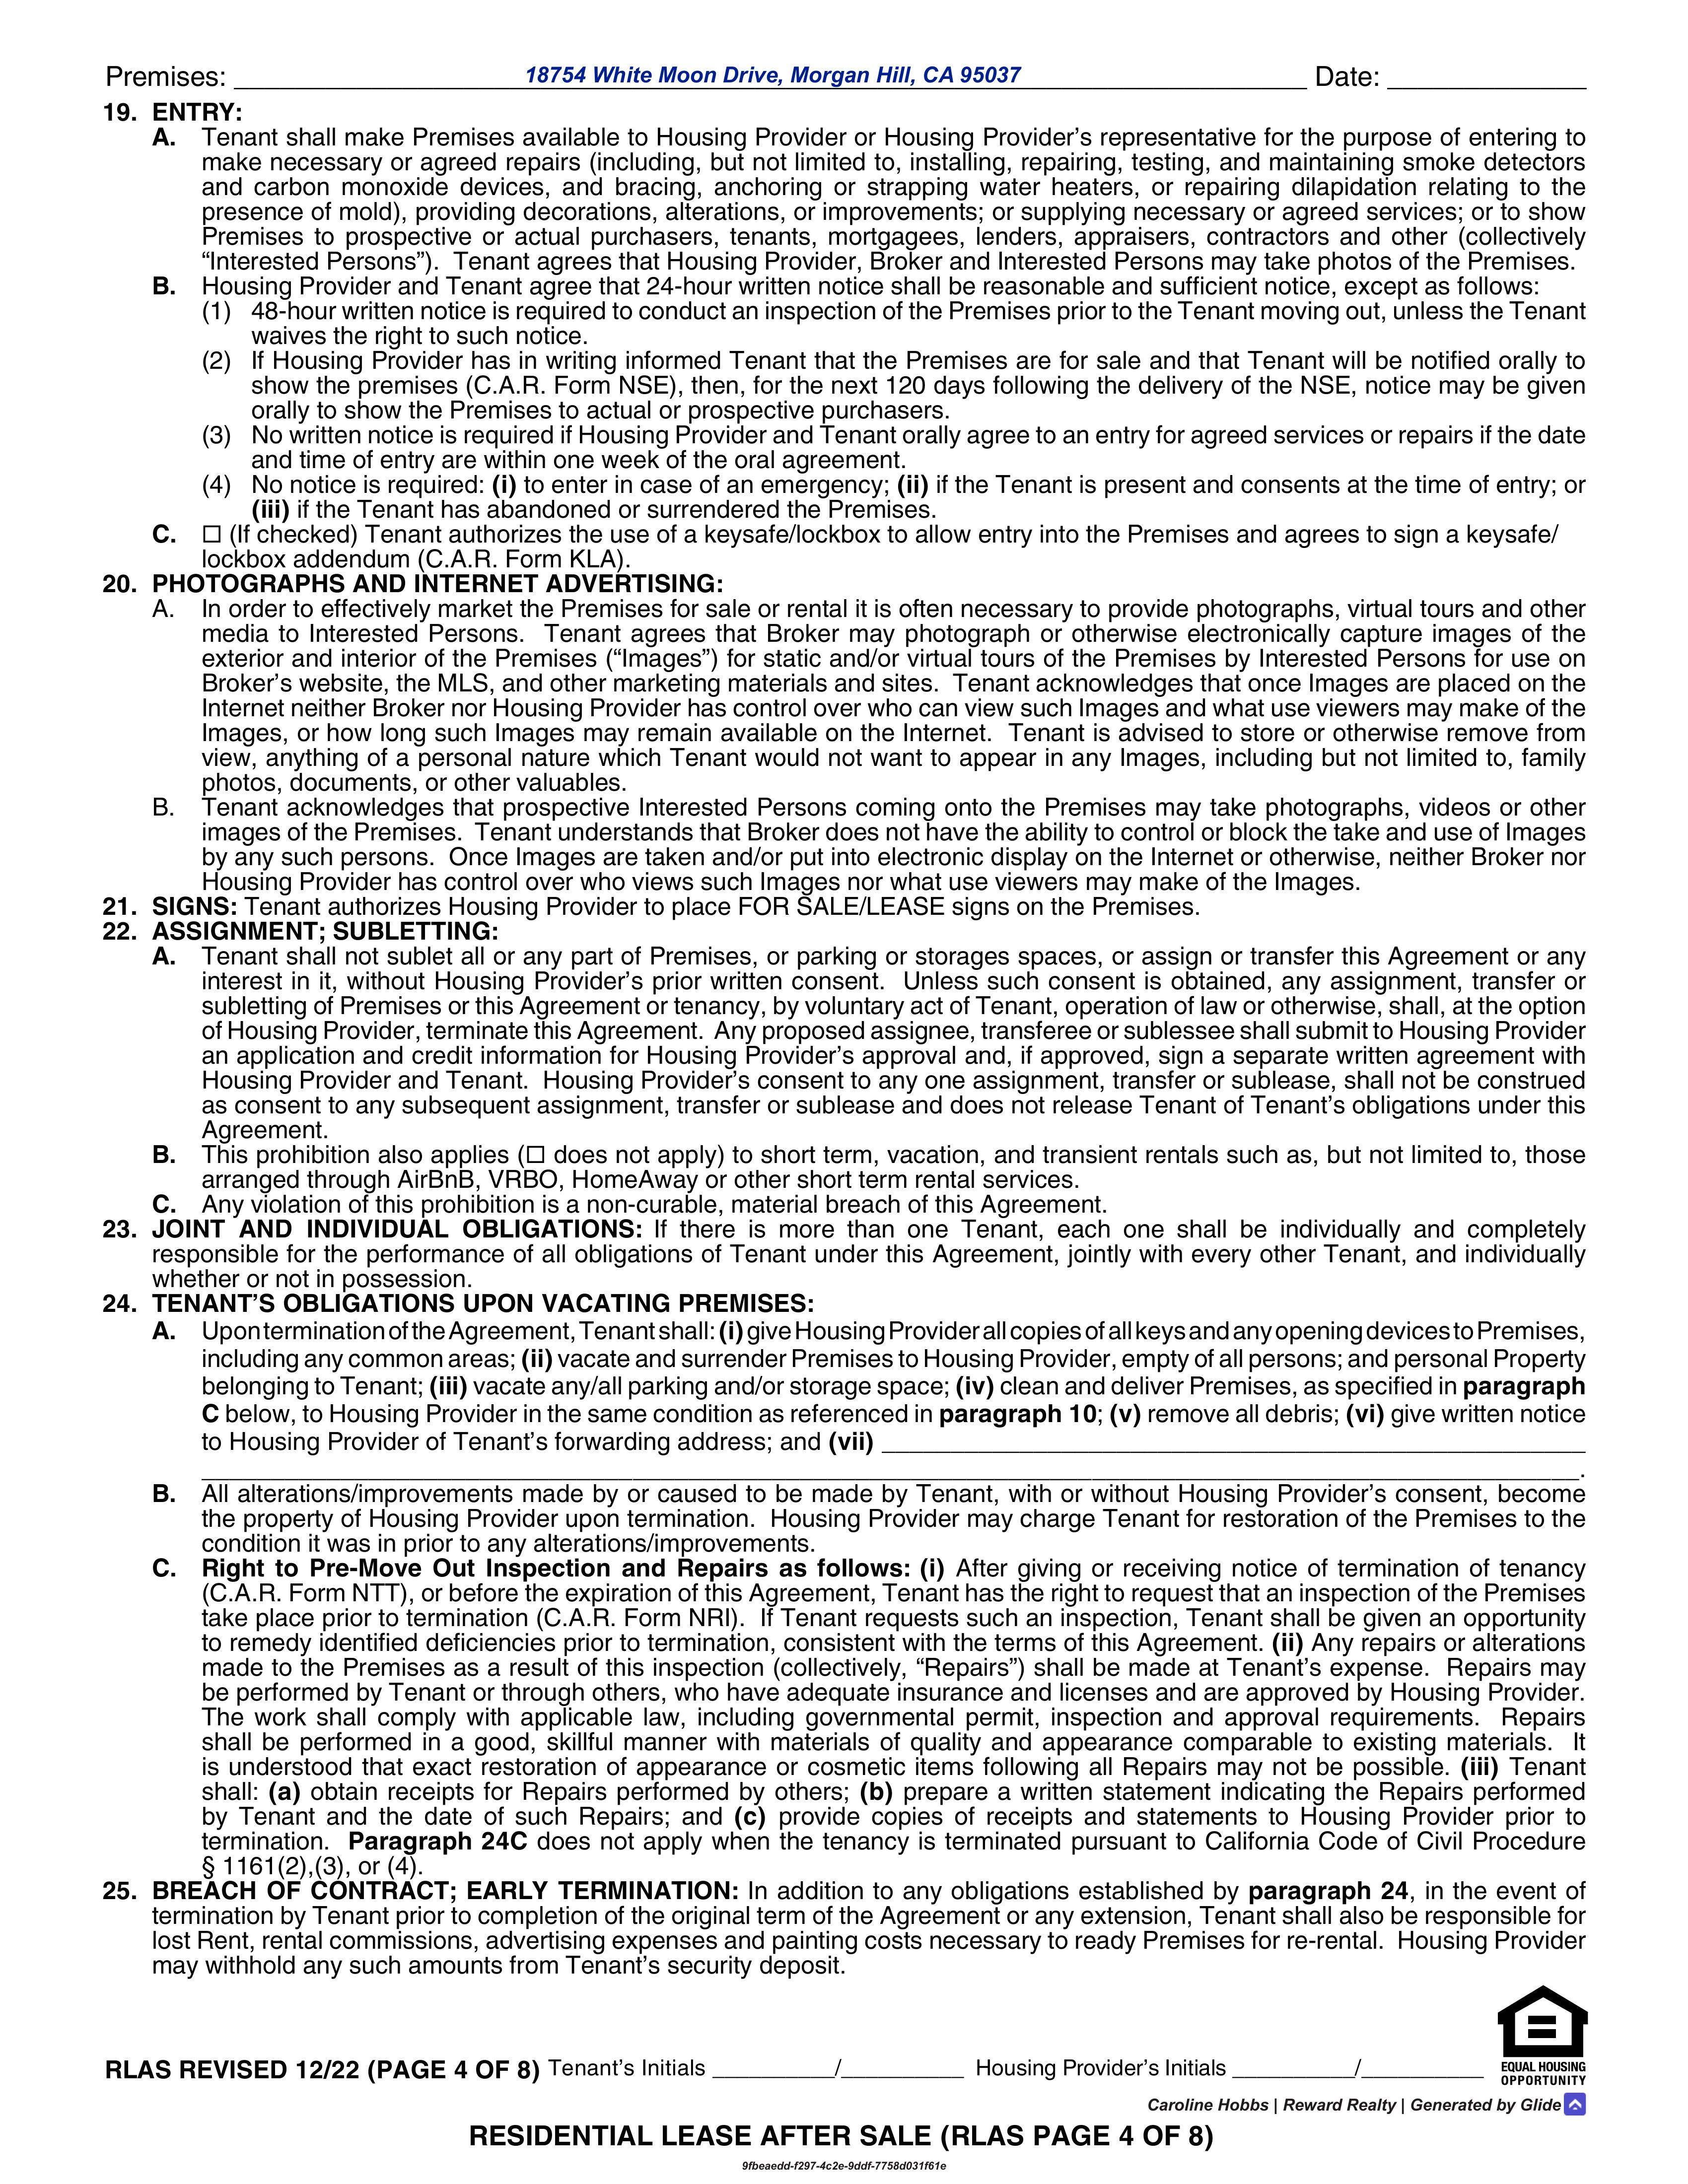 Premises: 18754 White Moon Drive, Morgan Hill, CA 95037 Date:
19. ENTRY:
A. Tenant shall make Premises available to Housing Provider or Housing Provider’s representative for the purpose of entering to
make necessary or agreed repairs (including, but not limited to, installing, repairing, testing, and maintaining smoke detectors
and carbon monoxide devices, and bracing, anchoring or strapping water heaters, or repairing dilapidation relating to the
presence of mold), providing decorations, alterations, or improvements; or supplying necessary or agreed services; or to show
Premises to prospective or actual purchasers, tenants, mortgagees, lenders, appraisers, contractors and other (collectively
“Interested Persons”). Tenant agrees that Housing Provider, Broker and Interested Persons may take photos of the Premises.
B. Housing Provider and Tenant agree that 24-hour written notice shall be reasonable and sufficient notice, except as follows:
(1) 48-hour written notice is required to conduct an inspection of the Premises prior to the Tenant moving out, unless the Tenant
waives the right to such notice.
(2) If Housing Provider has in writing informed Tenant that the Premises are for sale and that Tenant will be notified orally to
show the premises (C.A.R. Form NSE), then, for the next 120 days following the delivery of the NSE, notice may be given
orally to show the Premises to actual or prospective purchasers.
(3) No written notice is required if Housing Provider and Tenant orally agree to an entry for agreed services or repairs if the date
and time of entry are within one week of the oral agreement.
(4) No notice is required: (i) to enter in case of an emergency; (ii) if the Tenant is present and consents at the time of entry; or
(iii) if the Tenant has abandoned or surrendered the Premises.
C. ☐ (If checked) Tenant authorizes the use of a keysafe/lockbox to allow entry into the Premises and agrees to sign a keysafe/
lockbox addendum (C.A.R. Form KLA).
20. PHOTOGRAPHS AND INTERNET ADVERTISING:
A. In order to effectively market the Premises for sale or rental it is often necessary to provide photographs, virtual tours and other
media to Interested Persons. Tenant agrees that Broker may photograph or otherwise electronically capture images of the
exterior and interior of the Premises (“Images”) for static and/or virtual tours of the Premises by Interested Persons for use on
Broker’s website, the MLS, and other marketing materials and sites. Tenant acknowledges that once Images are placed on the
Internet neither Broker nor Housing Provider has control over who can view such Images and what use viewers may make of the
Images, or how long such Images may remain available on the Internet. Tenant is advised to store or otherwise remove from
view, anything of a personal nature which Tenant would not want to appear in any Images, including but not limited to, family
photos, documents, or other valuables.
B. Tenant acknowledges that prospective Interested Persons coming onto the Premises may take photographs, videos or other
images of the Premises. Tenant understands that Broker does not have the ability to control or block the take and use of Images
by any such persons. Once Images are taken and/or put into electronic display on the Internet or otherwise, neither Broker nor
Housing Provider has control over who views such Images nor what use viewers may make of the Images.
21. SIGNS: Tenant authorizes Housing Provider to place FOR SALE/LEASE signs on the Premises.
22. ASSIGNMENT; SUBLETTING:
A. Tenant shall not sublet all or any part of Premises, or parking or storages spaces, or assign or transfer this Agreement or any
interest in it, without Housing Provider’s prior written consent. Unless such consent is obtained, any assignment, transfer or
subletting of Premises or this Agreement or tenancy, by voluntary act of Tenant, operation of law or otherwise, shall, at the option
of Housing Provider, terminate this Agreement. Any proposed assignee, transferee or sublessee shall submit to Housing Provider
an application and credit information for Housing Provider’s approval and, if approved, sign a separate written agreement with
Housing Provider and Tenant. Housing Provider’s consent to any one assignment, transfer or sublease, shall not be construed
as consent to any subsequent assignment, transfer or sublease and does not release Tenant of Tenant’s obligations under this
Agreement.
B. This prohibition also applies (☐ does not apply) to short term, vacation, and transient rentals such as, but not limited to, those
arranged through AirBnB, VRBO, HomeAway or other short term rental services.
C. Any violation of this prohibition is a non-curable, material breach of this Agreement.
23. JOINT AND INDIVIDUAL OBLIGATIONS: If there is more than one Tenant, each one shall be individually and completely
responsible for the performance of all obligations of Tenant under this Agreement, jointly with every other Tenant, and individually
whether or not in possession.
24. TENANT’S OBLIGATIONS UPON VACATING PREMISES:
A. Upon termination of the Agreement, Tenant shall: (i) give Housing Provider all copies of all keys and any opening devices to Premises,
including any common areas; (ii) vacate and surrender Premises to Housing Provider, empty of all persons; and personal Property
belonging to Tenant; (iii) vacate any/all parking and/or storage space; (iv) clean and deliver Premises, as specified in paragraph
C below, to Housing Provider in the same condition as referenced in paragraph 10; (v) remove all debris; (vi) give written notice
to Housing Provider of Tenant’s forwarding address; and (vii)
.
B. All alterations/improvements made by or caused to be made by Tenant, with or without Housing Provider’s consent, become
the property of Housing Provider upon termination. Housing Provider may charge Tenant for restoration of the Premises to the
condition it was in prior to any alterations/improvements.
C. Right to Pre-Move Out Inspection and Repairs as follows: (i) After giving or receiving notice of termination of tenancy
(C.A.R. Form NTT), or before the expiration of this Agreement, Tenant has the right to request that an inspection of the Premises
take place prior to termination (C.A.R. Form NRI). If Tenant requests such an inspection, Tenant shall be given an opportunity
to remedy identified deficiencies prior to termination, consistent with the terms of this Agreement. (ii) Any repairs or alterations
made to the Premises as a result of this inspection (collectively, “Repairs”) shall be made at Tenant’s expense. Repairs may
be performed by Tenant or through others, who have adequate insurance and licenses and are approved by Housing Provider.
The work shall comply with applicable law, including governmental permit, inspection and approval requirements. Repairs
shall be performed in a good, skillful manner with materials of quality and appearance comparable to existing materials. It
is understood that exact restoration of appearance or cosmetic items following all Repairs may not be possible. (iii) Tenant
shall: (a) obtain receipts for Repairs performed by others; (b) prepare a written statement indicating the Repairs performed
by Tenant and the date of such Repairs; and (c) provide copies of receipts and statements to Housing Provider prior to
termination. Paragraph 24C does not apply when the tenancy is terminated pursuant to California Code of Civil Procedure
§ 1161(2),(3), or (4).
25. BREACH OF CONTRACT; EARLY TERMINATION: In addition to any obligations established by paragraph 24, in the event of
termination by Tenant prior to completion of the original term of the Agreement or any extension, Tenant shall also be responsible for
lost Rent, rental commissions, advertising expenses and painting costs necessary to ready Premises for re-rental. Housing Provider
may withhold any such amounts from Tenant’s security deposit.
RLAS REVISED 12/22 (PAGE 4 OF 8) Tenant’s Initials / Housing Provider’s Initials /
EQUAL HOUSING
OPPORTUNITY
Caroline Hobbs | Reward Realty | Generated by Glide
RESIDENTIAL LEASE AFTER SALE (RLAS PAGE 4 OF 8)
9fbeaedd-f297-4c2e-9ddf-7758d031f61e